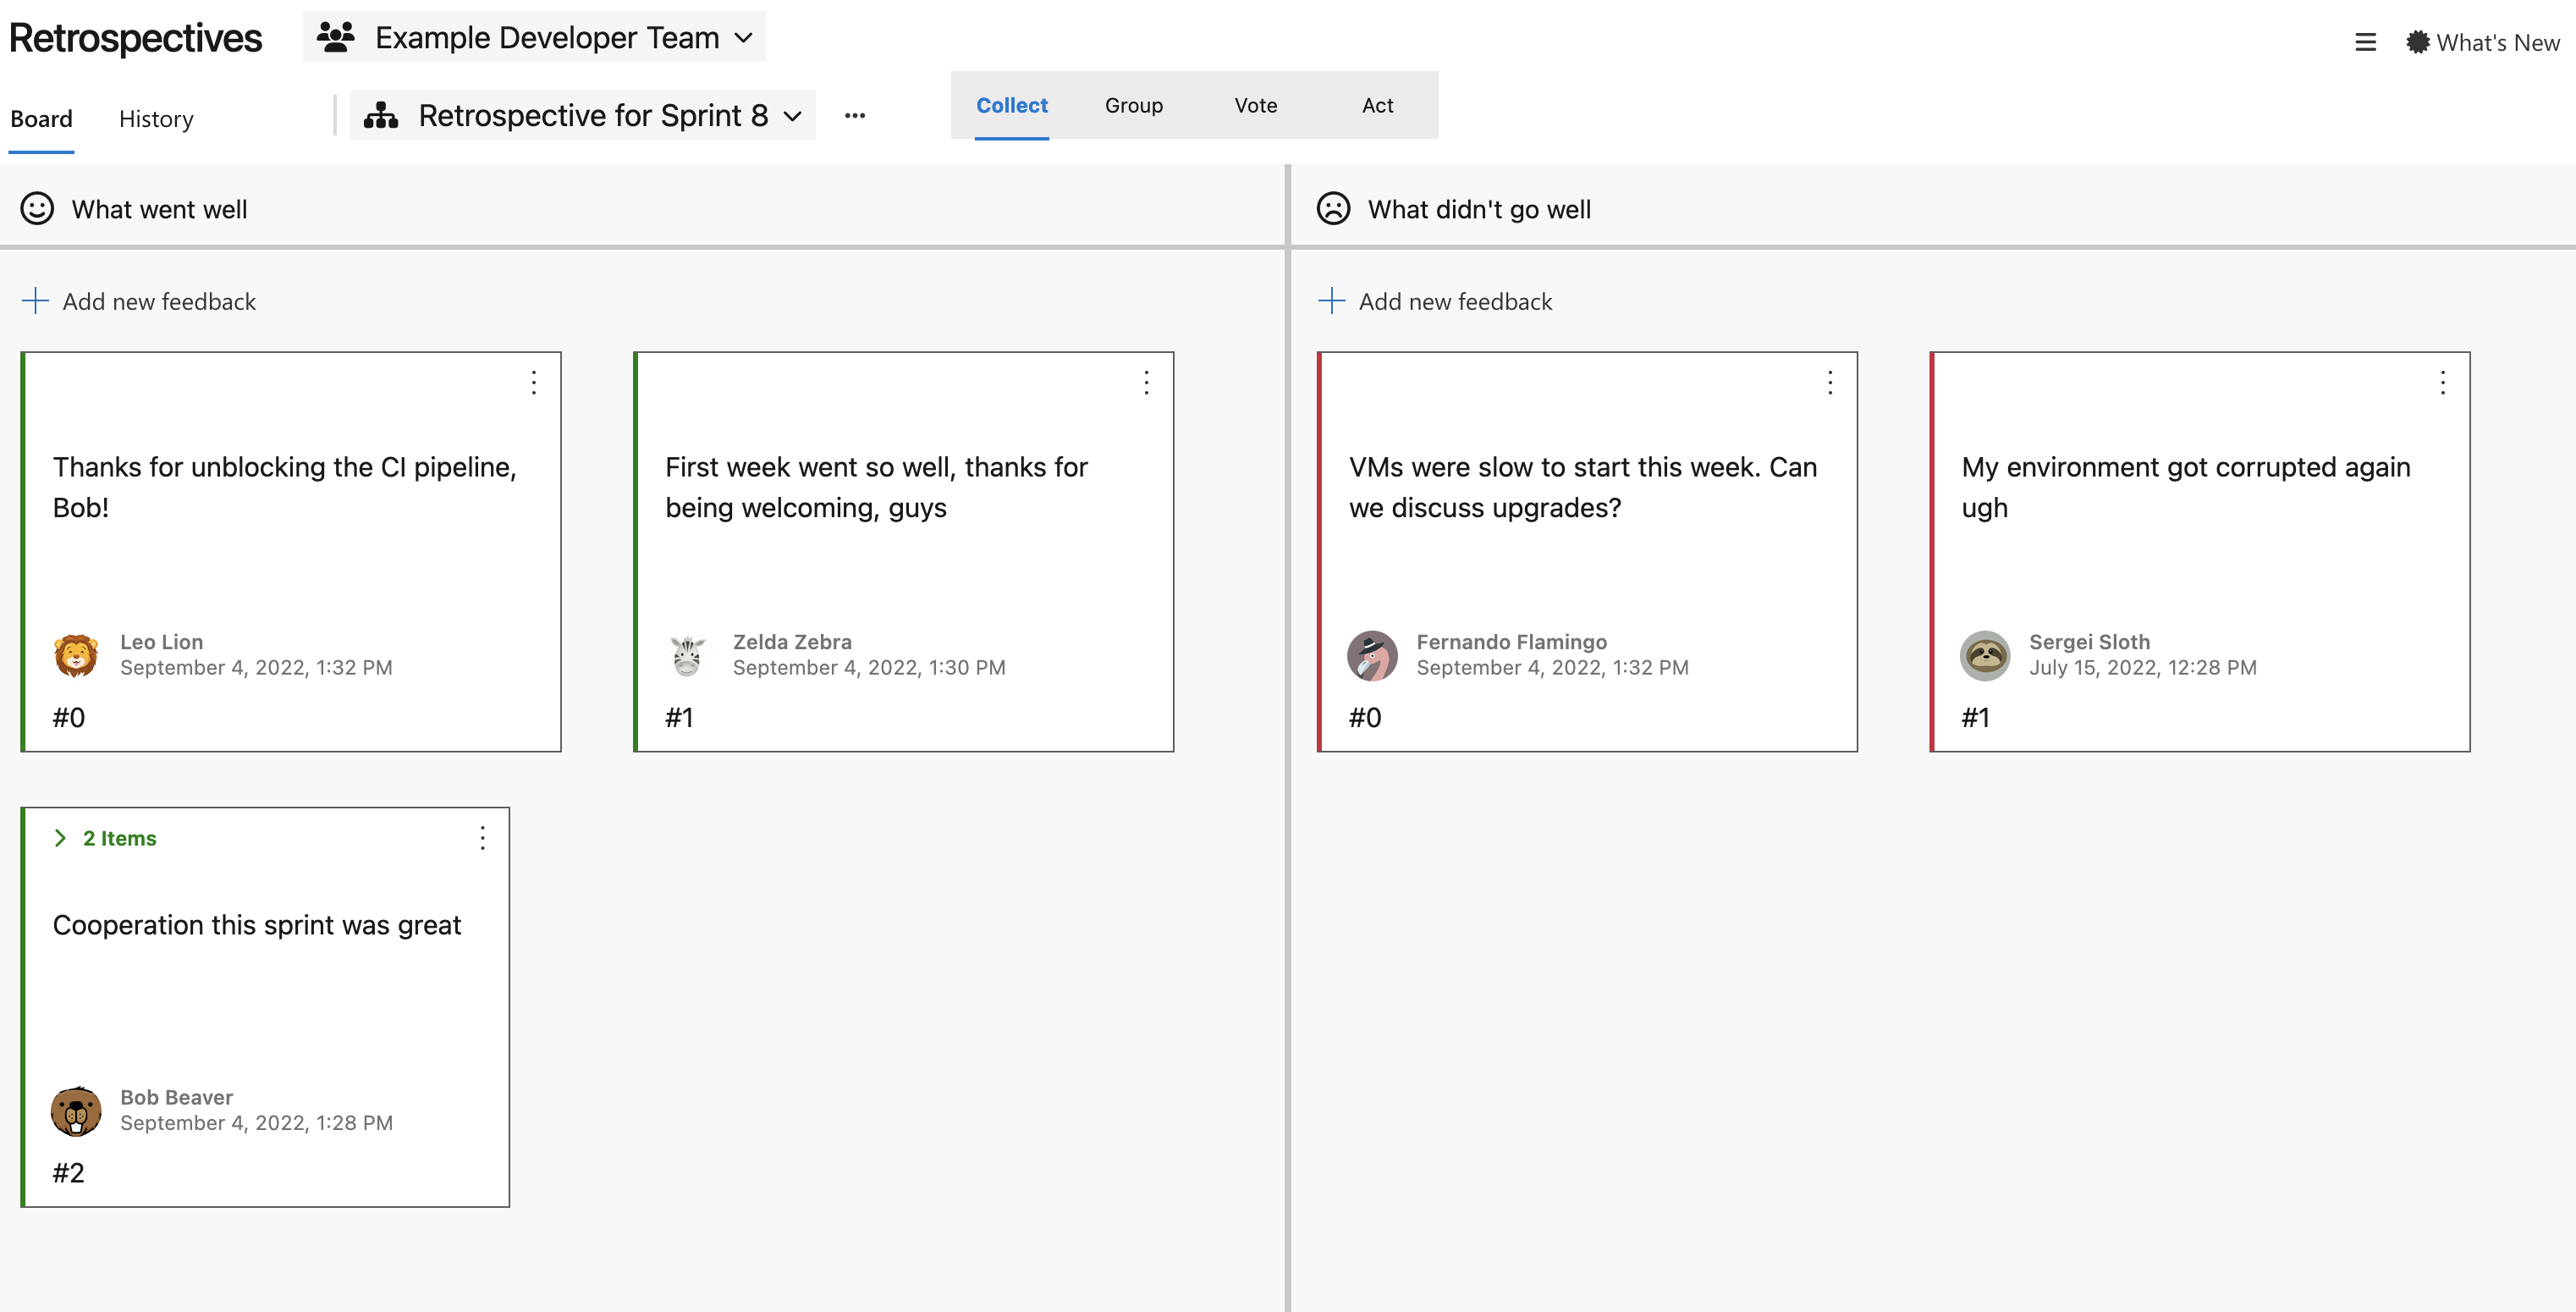 Retrospectives
Example Developer Team
What's New
Board
History
Retrospective for Sprint 8
Collect
Group
Vote
Act
What went well
What didn't go well
Add new feedback
Add new feedback
Thanks for unblocking the CI pipeline,
Bob!
Leo Lion
September 4, 2022, 1:32 PM
#0
First week went so well, thanks for
being welcoming, guys
Zelda Zebra
September 4, 2022, 1:30 PM
#1
VMs were slow to start this week. Can
we discuss upgrades?
Fernando Flamingo
September 4, 2022, 1:32 PM
#0
My environment got corrupted again
ugh
Sergei Sloth
July 15, 2022, 12:28 PM
#1
2 Items
Cooperation this sprint was great
Bob Beaver
September 4, 2022, 1:28 PM
#2